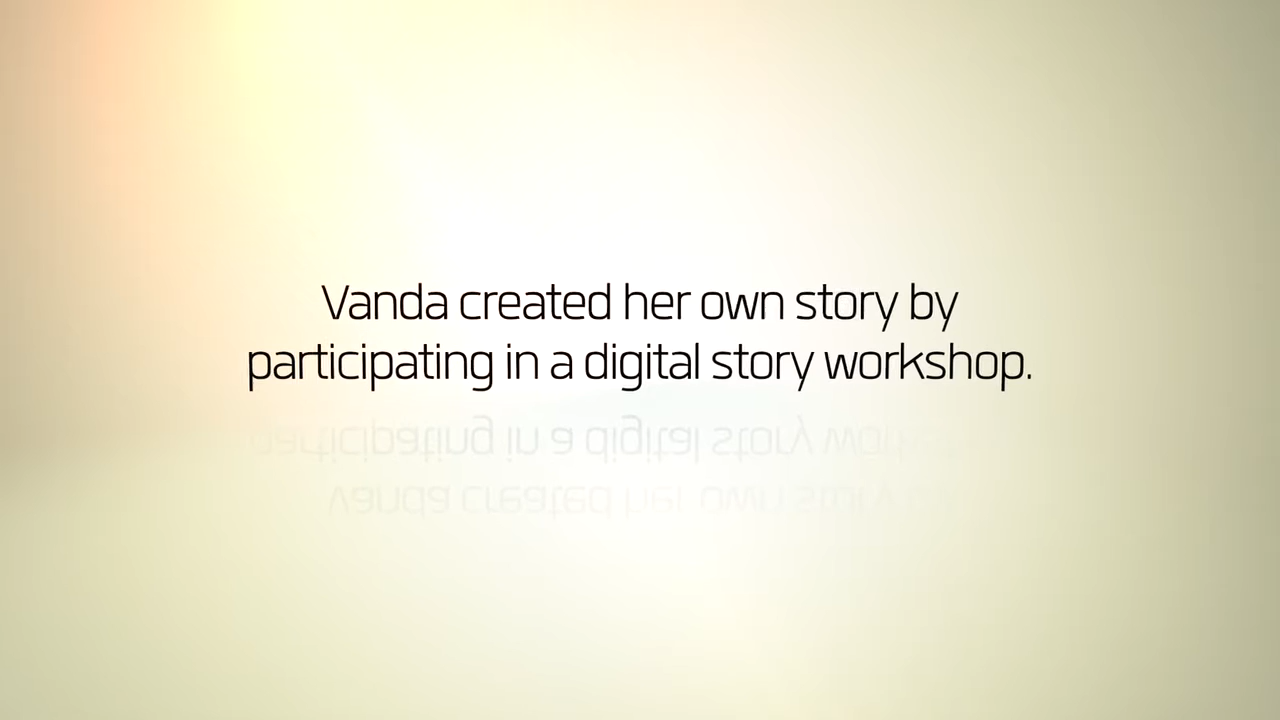 Vanda created her own story by
participating in a digital story workshop.